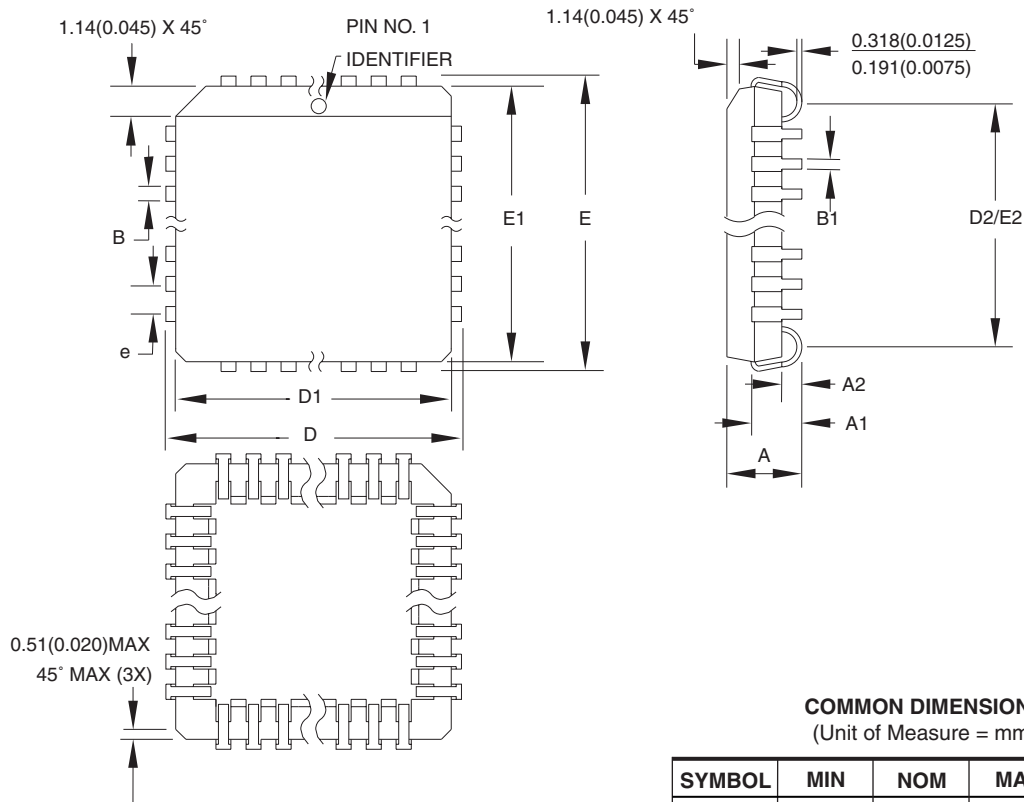 1.14(0.045) X 45˚
PIN NO. 1
IDENTIFIER
1.14(0.045) X 45˚
0.318(0.0125)
0.191(0.0075)
B
e
E1
E
B1
D2/E2
D1
D
A2
A1
A
0.51(0.020)MAX
45˚ MAX (3X)
COMMON DIMENSION
(Unit of Measure = mm
SYMBOL MIN NOM MA